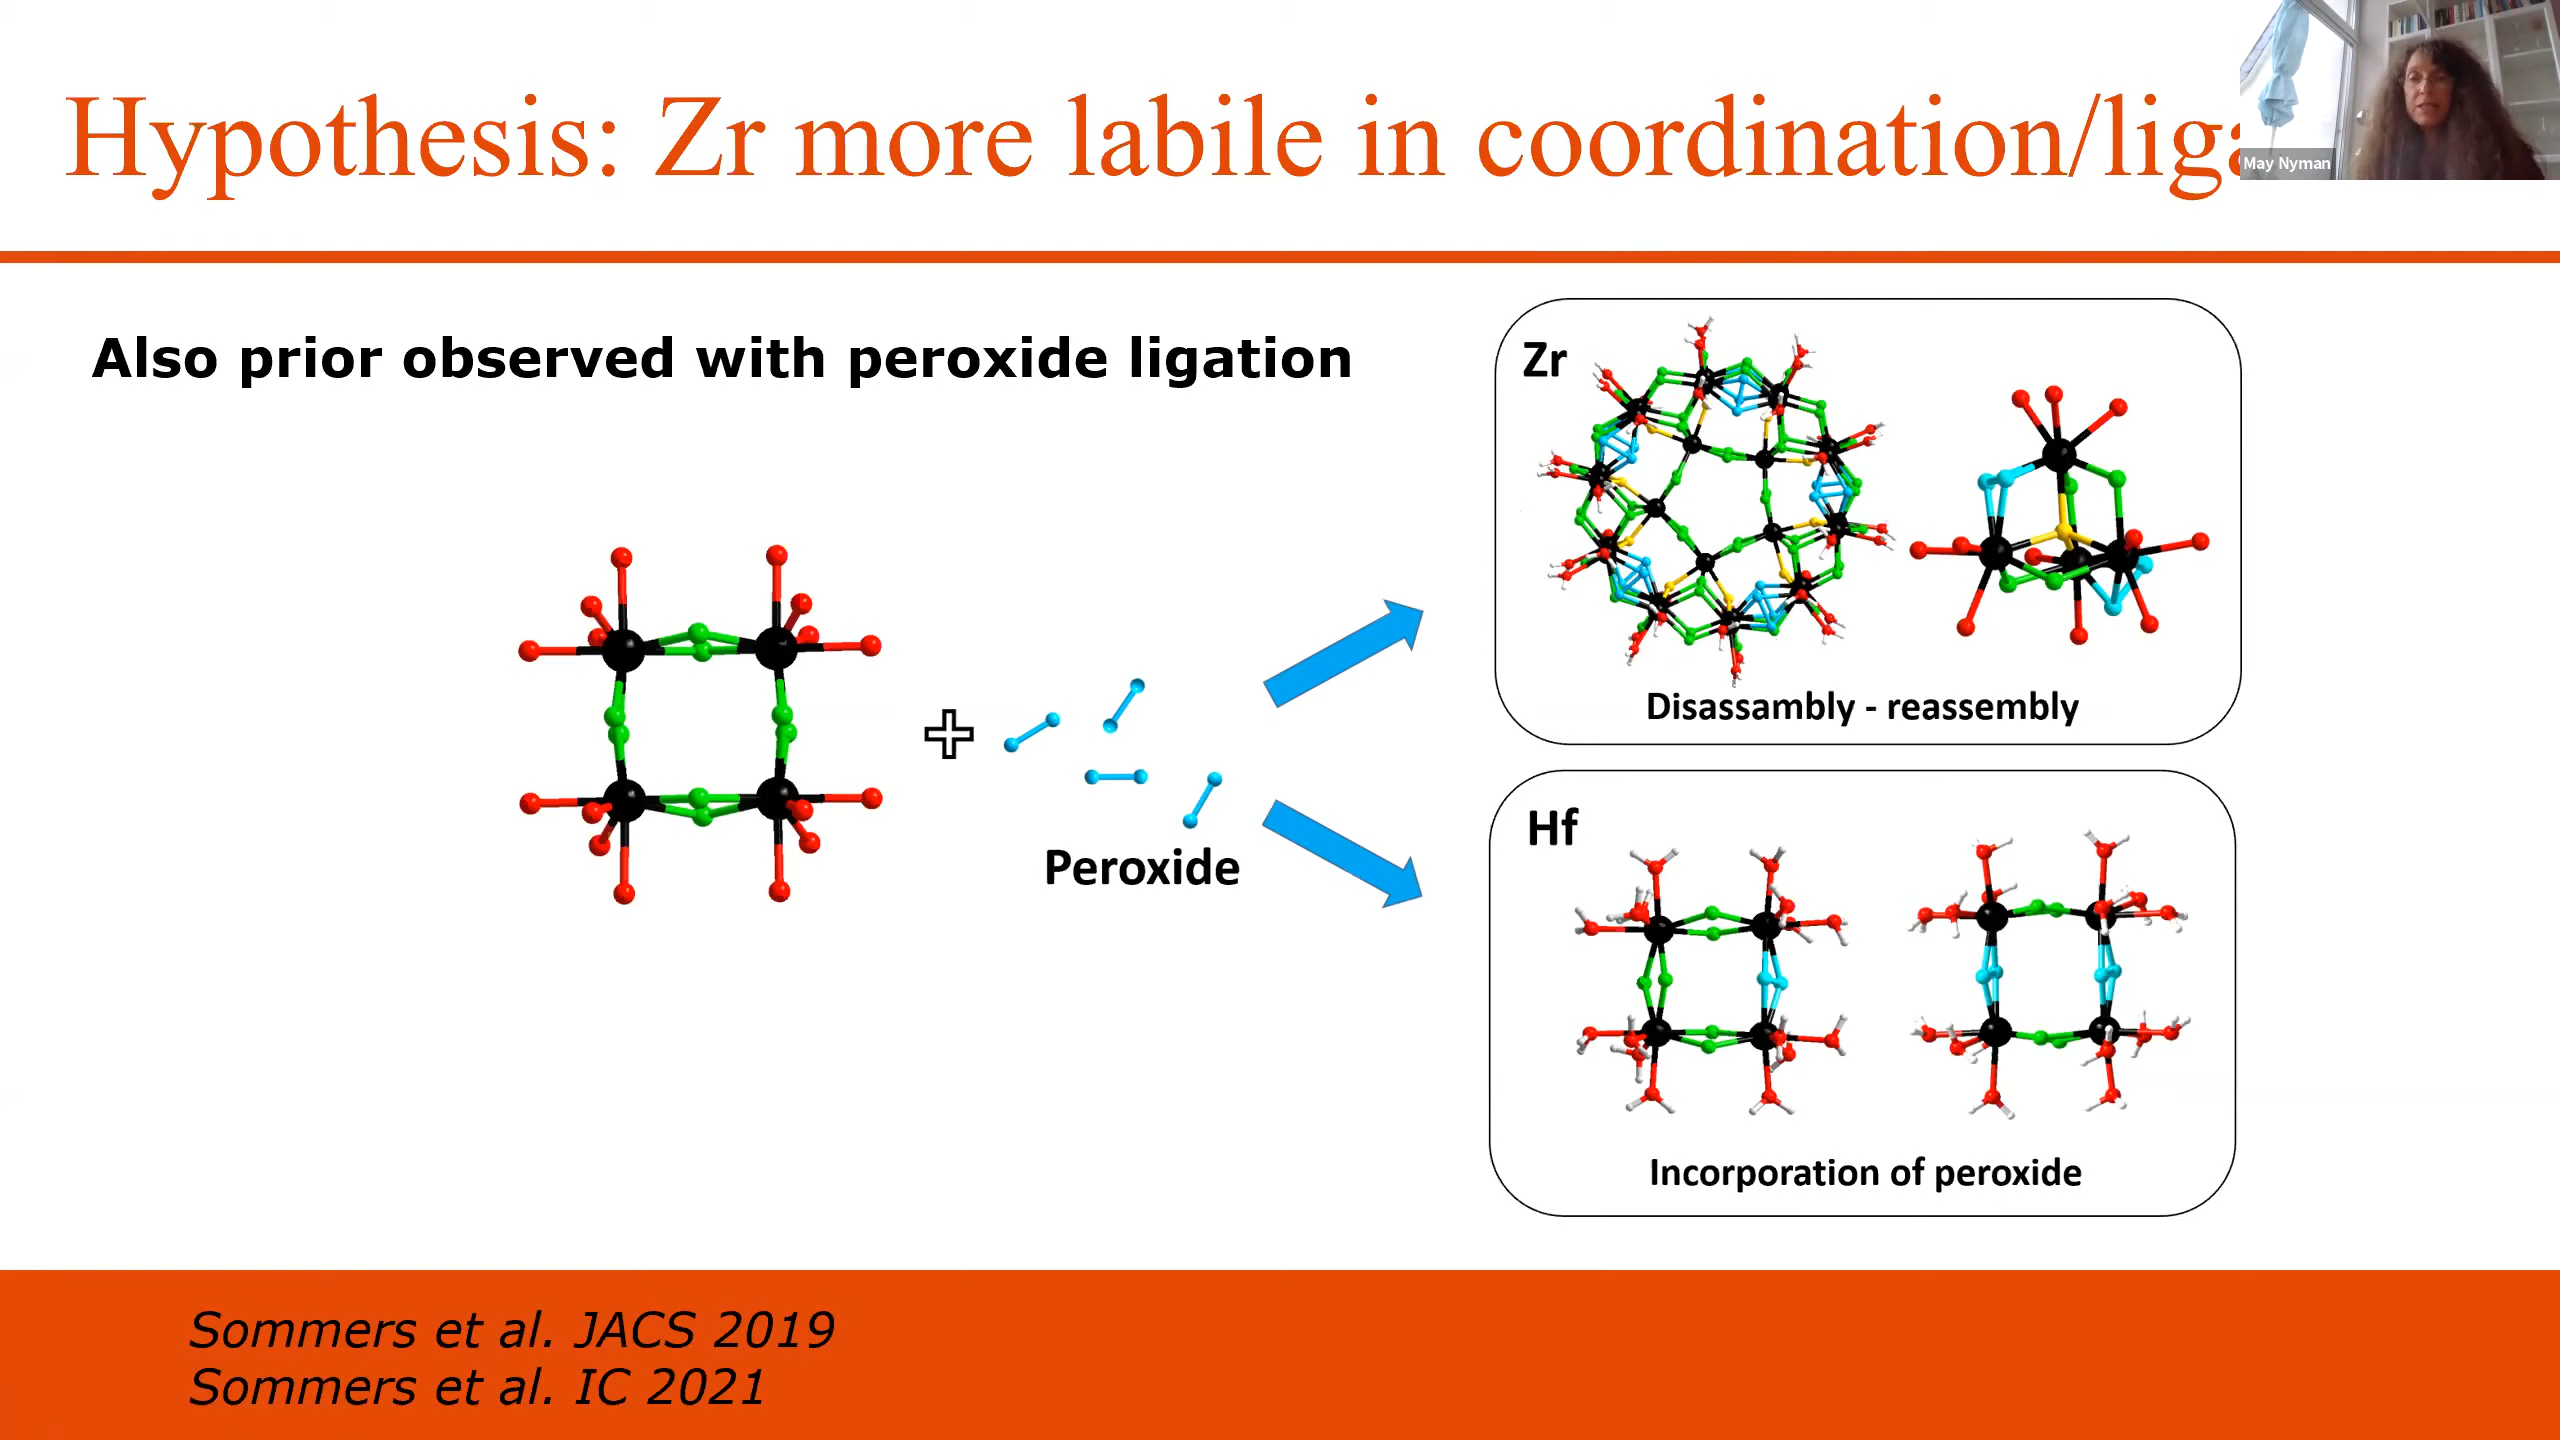 Hypothesis: Zr more labile in coordination/liga
May Nyman
Also prior observed with peroxide ligation
Zr
Disassambly - reassembly
Peroxide
Hf
Incorporation of peroxide
Sommers et al. JACS 2019
Sommers et al. IC 2021